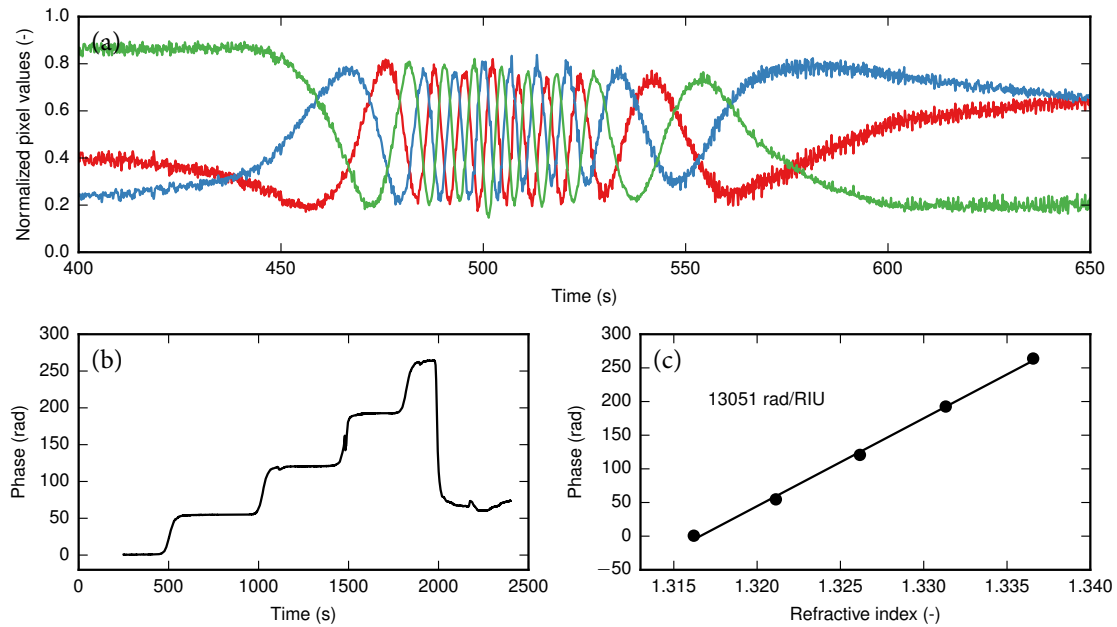 (a)
Normalized pixel values (-)
1.0
0.8
0.6
0.4
0.2
0.0
400 450 500 550 600 650
Time (s)
(b)
Phase (rad)
300
250
200
150
100
50
0
0 500 1000 1500 2000 2500
Time (s)
(c)
13051 rad/RIU
Phase (rad)
300
250
200
150
100
50
0
−50
1.315 1.320 1.325 1.330 1.335 1.340
Refractive index (-)